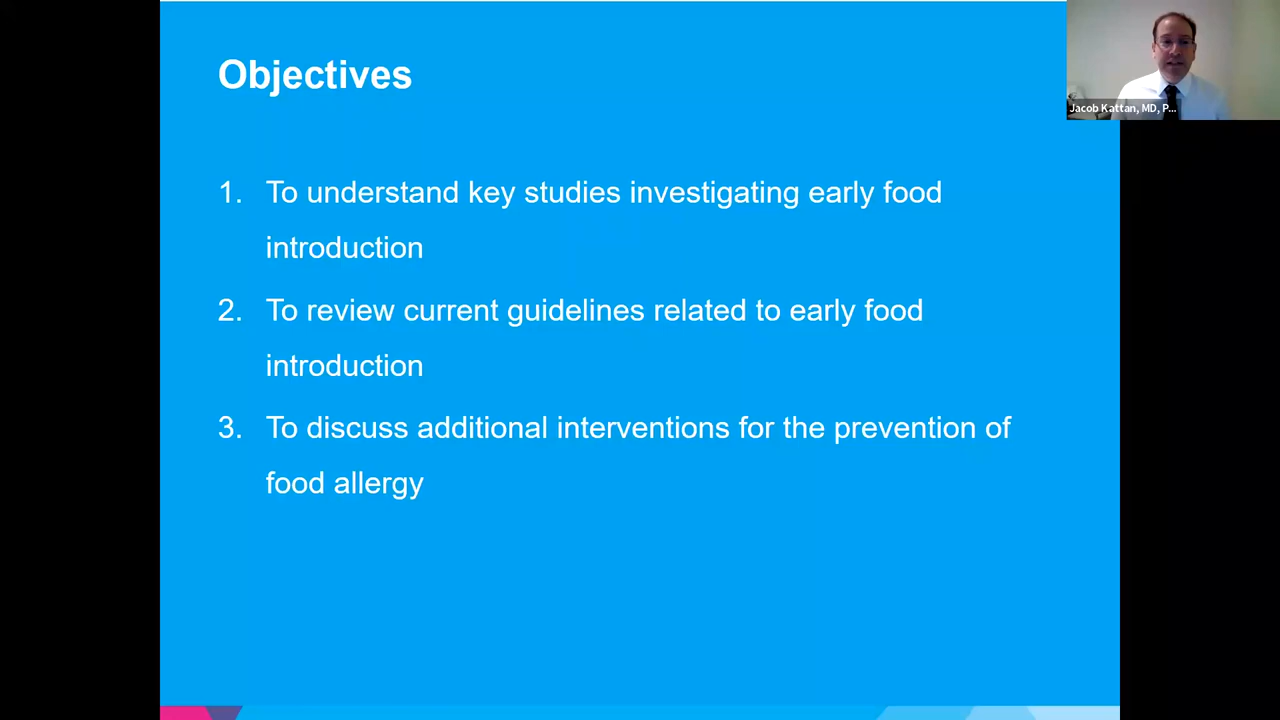 Objectives
Jacob Kattan, MD, P...
1. To understand key studies investigating early food
introduction
2. To review current guidelines related to early food
introduction
3. To discuss additional interventions for the prevention of
food allergy